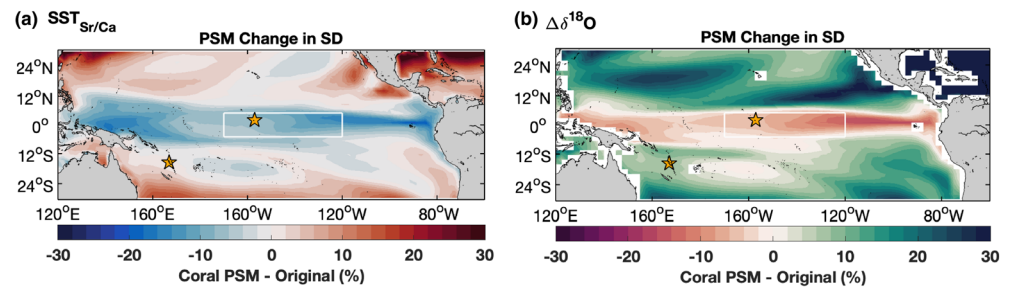 (a) SST Sr/Ca
PSM Change in SD
24°N
12°N
0°
12°S
24°S
120°E 160°E 160°W 120°W 80°W
-30 -20 -10 0 10 20 30
Coral PSM - Original (%)
(b) Δδ18O
PSM Change in SD
24°N
12°N
0°
12°S
24°S
120°E 160°E 160°W 120°W 80°W
-30 -20 -10 0 10 20 30
Coral PSM - Original (%)